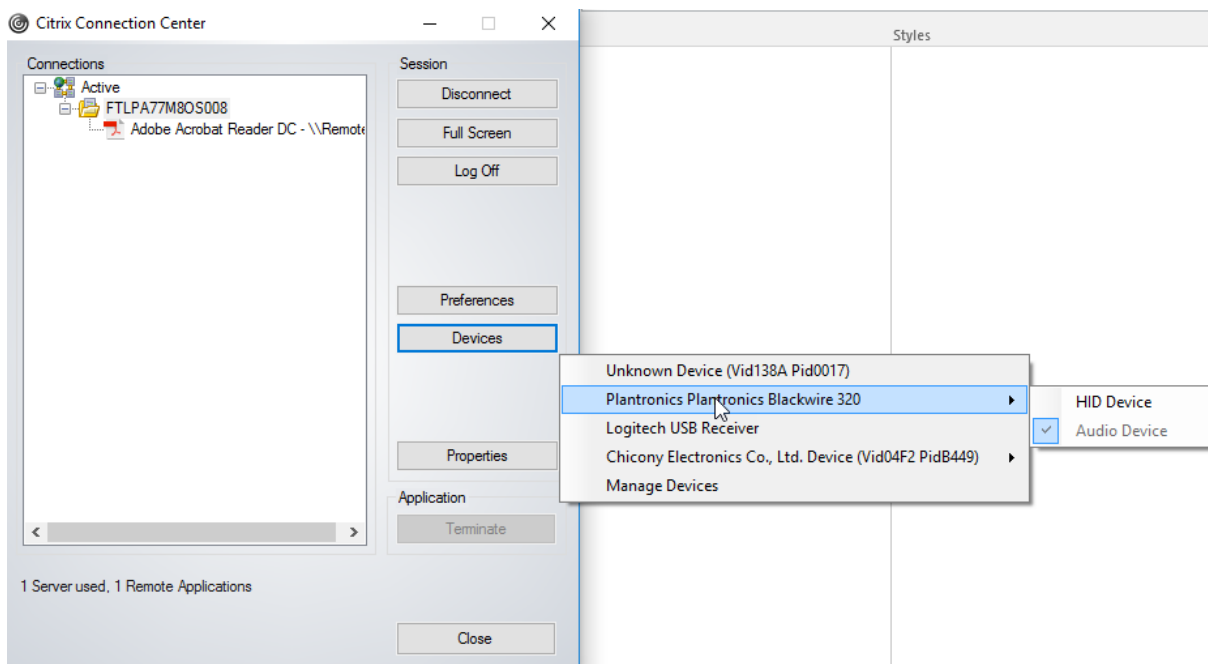 Citrix Connection Center
Styles
Connections
Active
FTLPA77M8OS008
Adobe Acrobat Reader DC - \\Remote
Session
Disconnect
Full Screen
Log Off
Preferences
Devices
Properties
Application
Terminate
Unknown Device (Vid138A Pid0017)
Plantronics Plantronics Blackwire 320
Logitech USB Receiver
Chicony Electronics Co., Ltd. Device (Vid04F2 PidB449)
Manage Devices
HID Device
Audio Device
1 Server used, 1 Remote Applications
Close